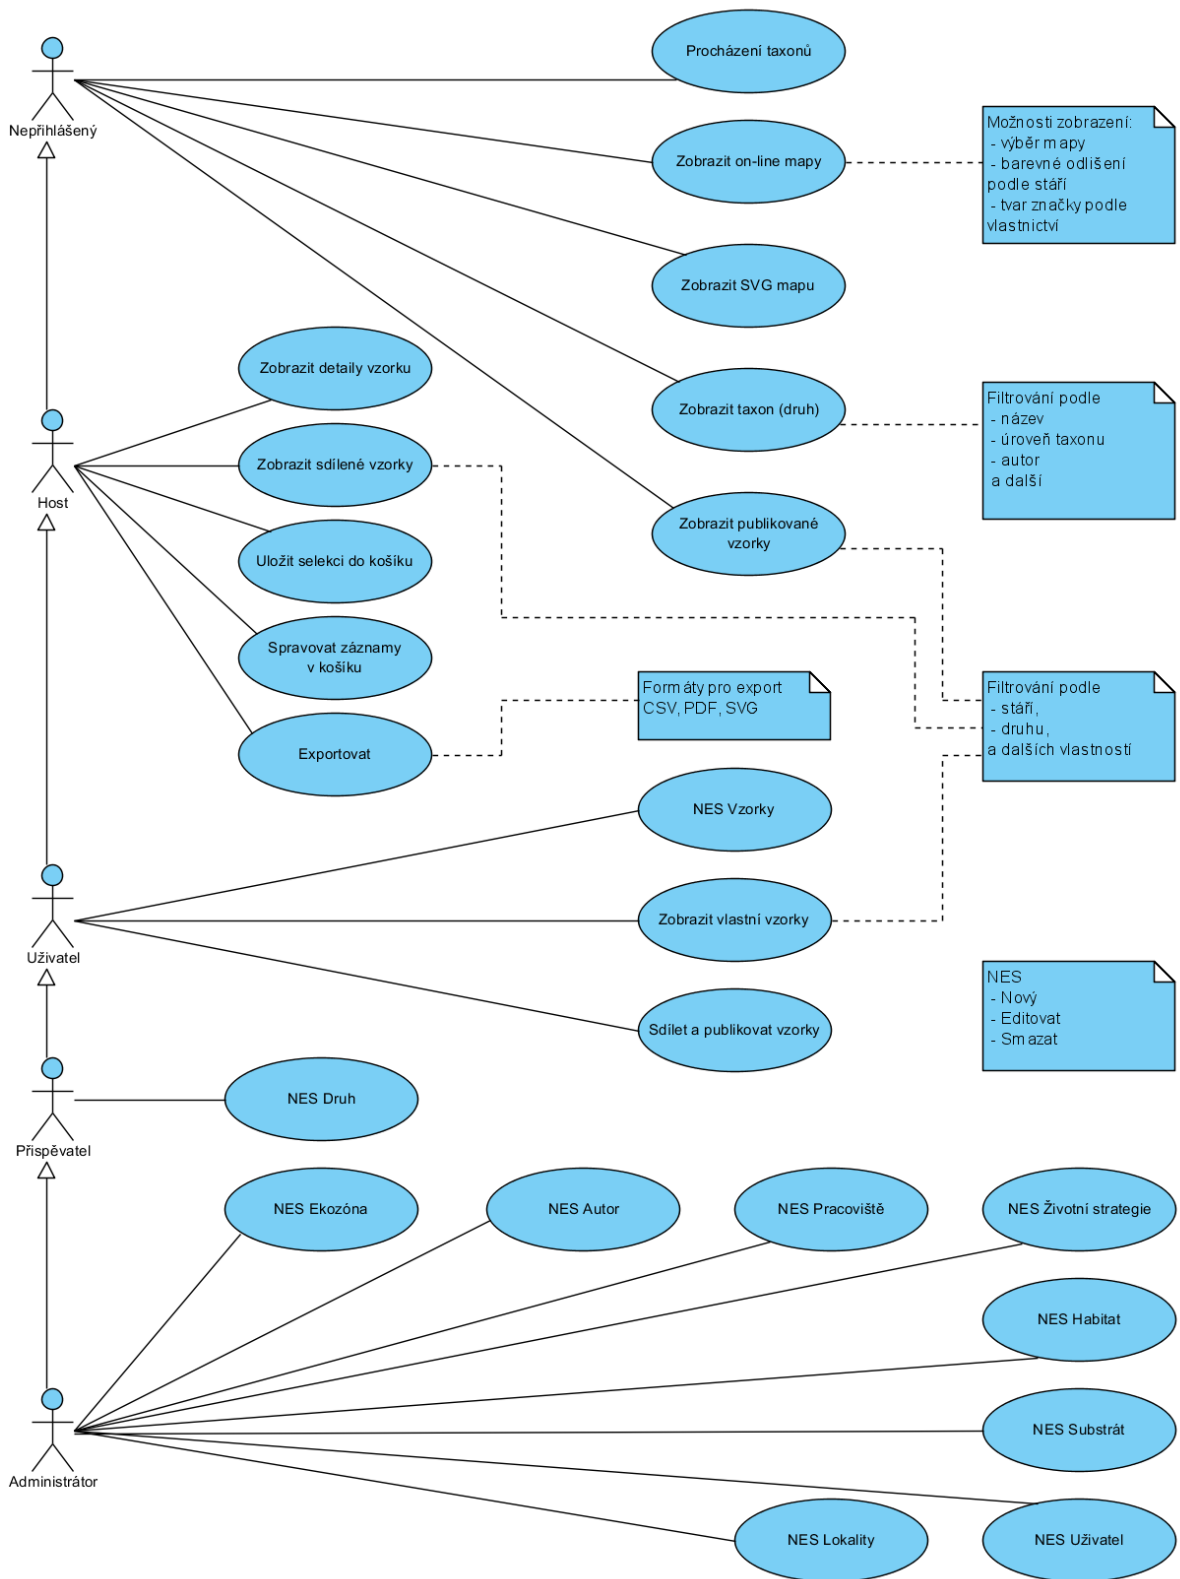 Procházení taxonů
Nepřihlášený
Zobrazit on-line mapy
Možnosti zobrazení:
- výběr mapy
- barevné odlišení
podle stáří
- tvar značky podle
vlastnictví
Zobrazit SVG mapu
Zobrazit detaily vzorku
Zobrazit taxon (druh)
Filtrování podle
- název
- úroveň taxonu
- autor
a další
Host
Zobrazit sdílené vzorky
Zobrazit publikované
vzorky
Uložit selekci do košíku
Spravovat záznamy
v košíku
Formáty pro export
CSV, PDF, SVG
Filtrování podle
- stáří,
- druhu,
a dalších vlastností
Exportovat
NES Vzorky
Uživatel
Zobrazit vlastní vzorky
NES
- Nový
- Editovat
- Smazat
Sdílet a publikovat vzorky
Přispěvatel
NES Druh
NES Ekozóna
NES Autor
NES Pracoviště
NES Životní strategie
NES Habitat
Administrátor
NES Substrát
NES Lokality
NES Uživatel